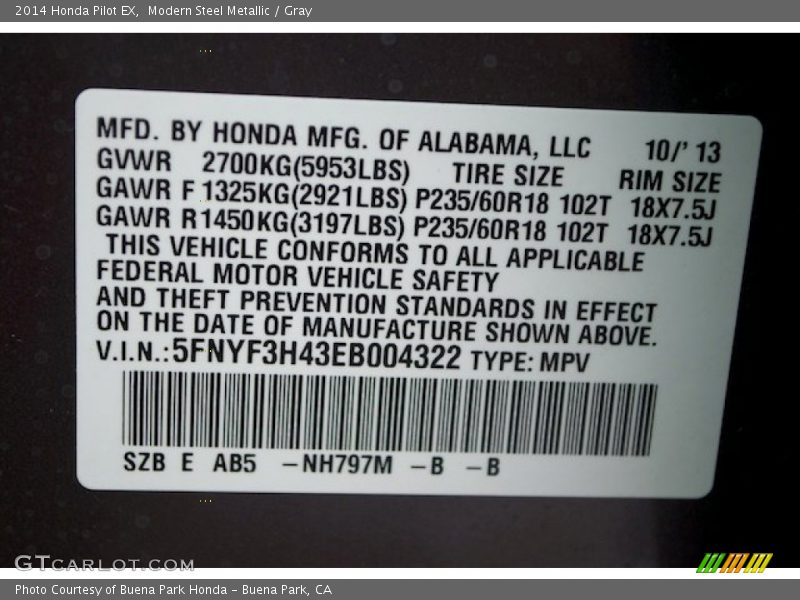 2014 Honda Pilot EX, Modern Steel Metallic / Gray
MFD. BY HONDA MFG. OF ALABAMA, LLC 10/' 13
GVWR 2700KG(5953LBS) TIRE SIZE RIM SIZE
GAWR F 1325KG(2921LBS) P235/60R18 102T 18X7.5J
GAWR R1450KG(3197LBS) P235/60R18 102T 18X7.5J
THIS VEHICLE CONFORMS TO ALL APPLICABLE
FEDERAL MOTOR VEHICLE SAFETY
AND THEFT PREVENTION STANDARDS IN EFFECT
ON THE DATE OF MANUFACTURE SHOWN ABOVE.
V.I.N.:5FNYF3H43EB004322 TYPE: MPV
SZB E AB5 -NH797M -B -B
GTCARLOT.COM
Photo Courtesy of Buena Park Honda - Buena Park, CA